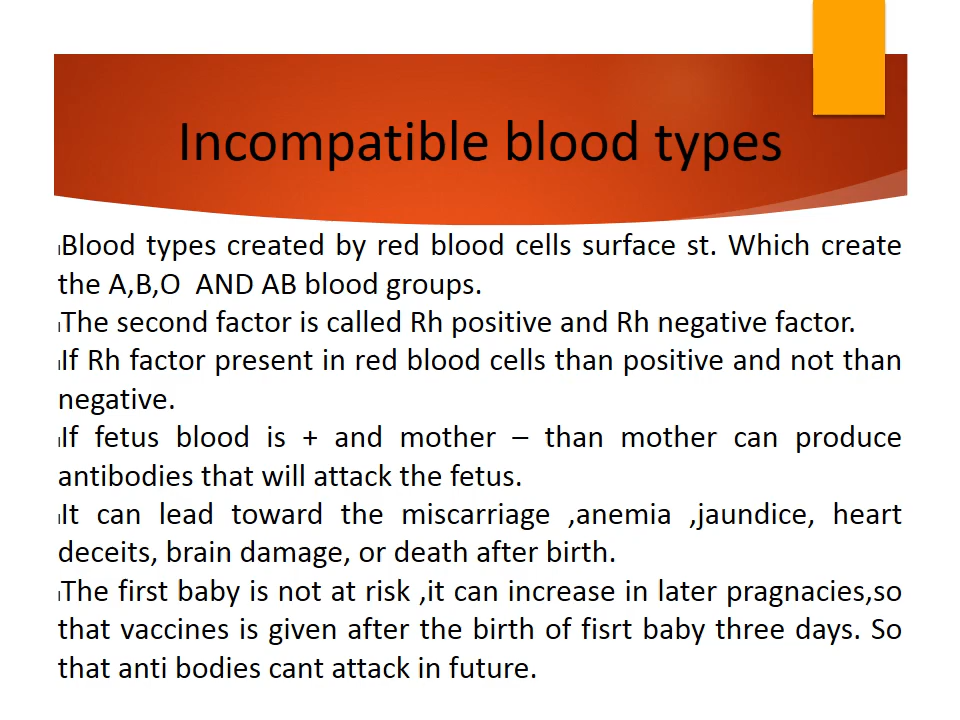 Incompatible blood types
Blood types created by red blood cells surface st. Which create
the A,B,O AND AB blood groups.
The second factor is called Rh positive and Rh negative factor.
If Rh factor present in red blood cells than positive and not than
negative.
If fetus blood is + and mother – than mother can produce
antibodies that will attack the fetus.
It can lead toward the miscarriage ,anemia ,jaundice, heart
deceits, brain damage, or death after birth.
The first baby is not at risk ,it can increase in later pragnacies,so
that vaccines is given after the birth of fisrt baby three days. So
that anti bodies cant attack in future.